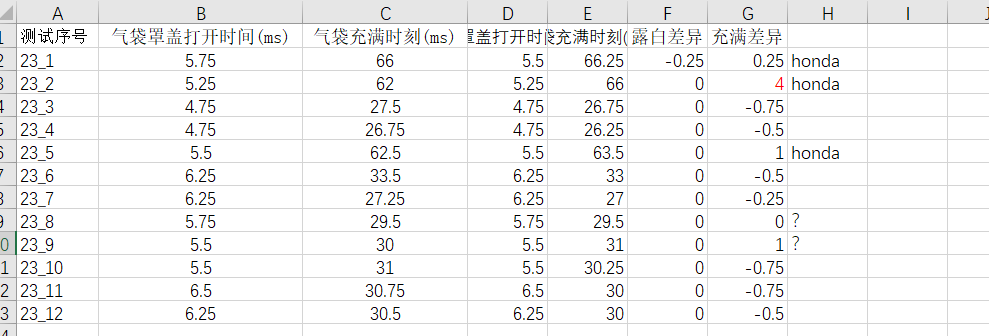 A B C D E F G H I J
1 测试序号 气袋罩盖打开时间(ms) 气袋充满时刻(ms) 罩盖打开时 袋充满时刻( 露白差异 充满差异
2 23_1 5.75 66 5.5 66.25 -0.25 0.25 honda
3 23_2 5.25 62 5.25 66 0 4 honda
4 23_3 4.75 27.5 4.75 26.75 0 -0.75
5 23_4 4.75 26.75 4.75 26.25 0 -0.5
6 23_5 5.5 62.5 5.5 63.5 0 1 honda
7 23_6 6.25 33.5 6.25 33 0 -0.5
8 23_7 6.25 27.25 6.25 27 0 -0.25
9 23_8 5.75 29.5 5.75 29.5 0 0 ?
0 23_9 5.5 30 5.5 31 0 1 ?
1 23_10 5.5 31 5.5 30.25 0 -0.75
2 23_11 6.5 30.75 6.5 30 0 -0.75
3 23_12 6.25 30.5 6.25 30 0 -0.5